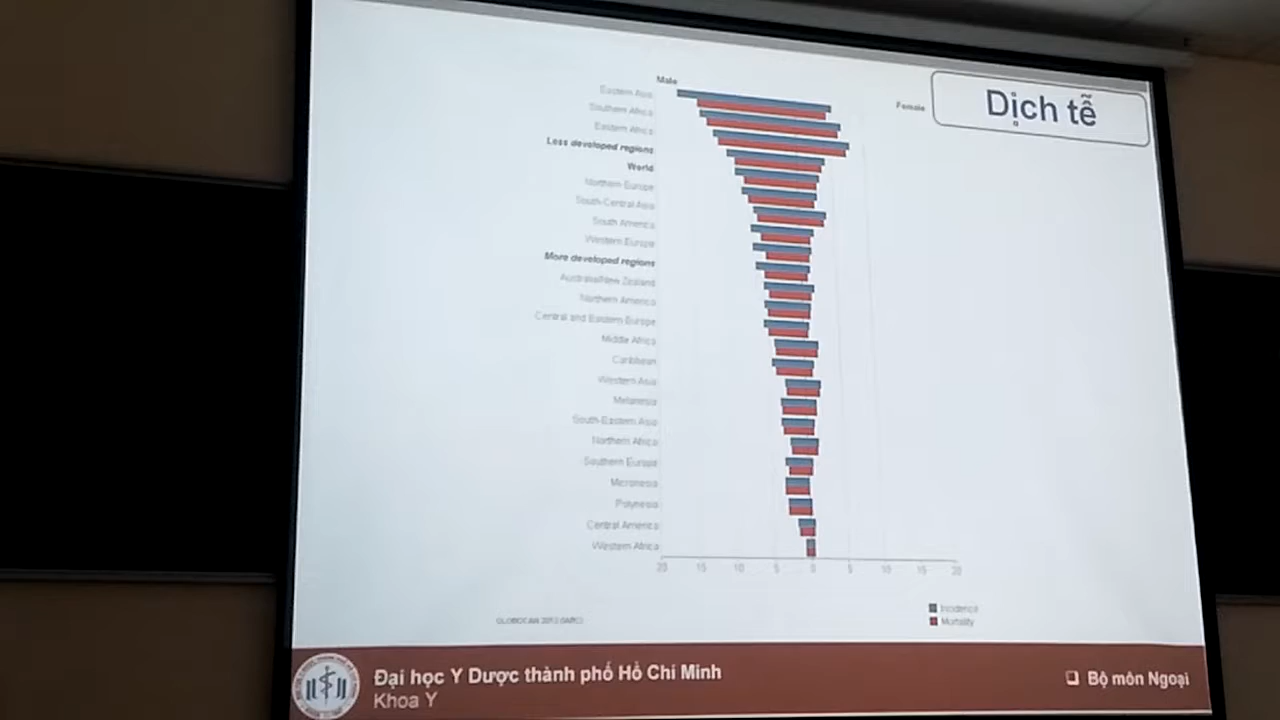 Dịch tễ
Male
Female
Eastern Asia
Southern Africa
Eastern Africa
Less developed regions
World
Northern Europe
South-Central Asia
South America
Western Europe
More developed regions
Australia/New Zealand
Northern America
Central and Eastern Europe
Middle Africa
Caribbean
Western Asia
Melanesia
South-Eastern Asia
Northern Africa
Southern Europe
Micronesia
Polynesia
Central America
Western Africa
20 15 10 5 0 5 10 15 20
Incidence
Mortality
GLOBOCAN
Đại học Y Dược thành phố Hồ Chí Minh
Khoa Y
Bộ môn Ngoại